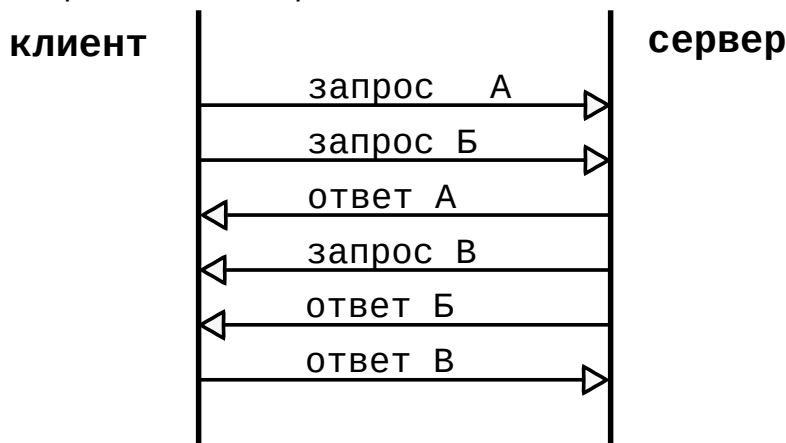 клиент
сервер
запрос А
запрос Б
ответ А
запрос В
ответ Б
ответ В